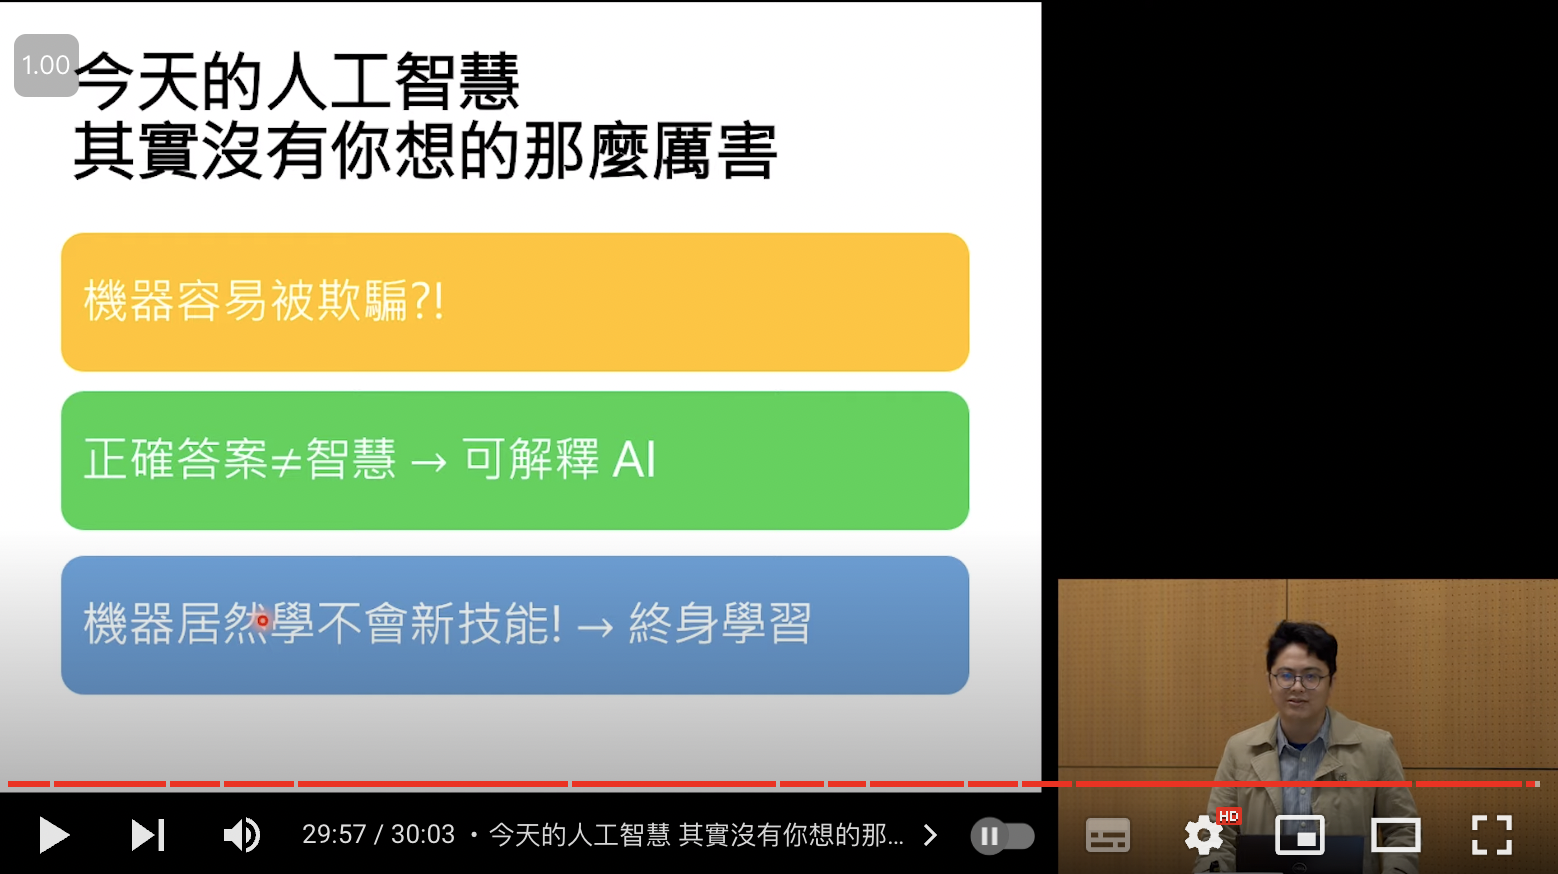 1.00
今天的人工智慧
其實沒有你想的那麼厲害
機器容易被欺騙?!
正確答案≠智慧 → 可解釋 AI
機器居然學不會新技能! → 終身學習
29:57 / 30:03 • 今天的人工智慧 其實沒有你想的那... >
HD